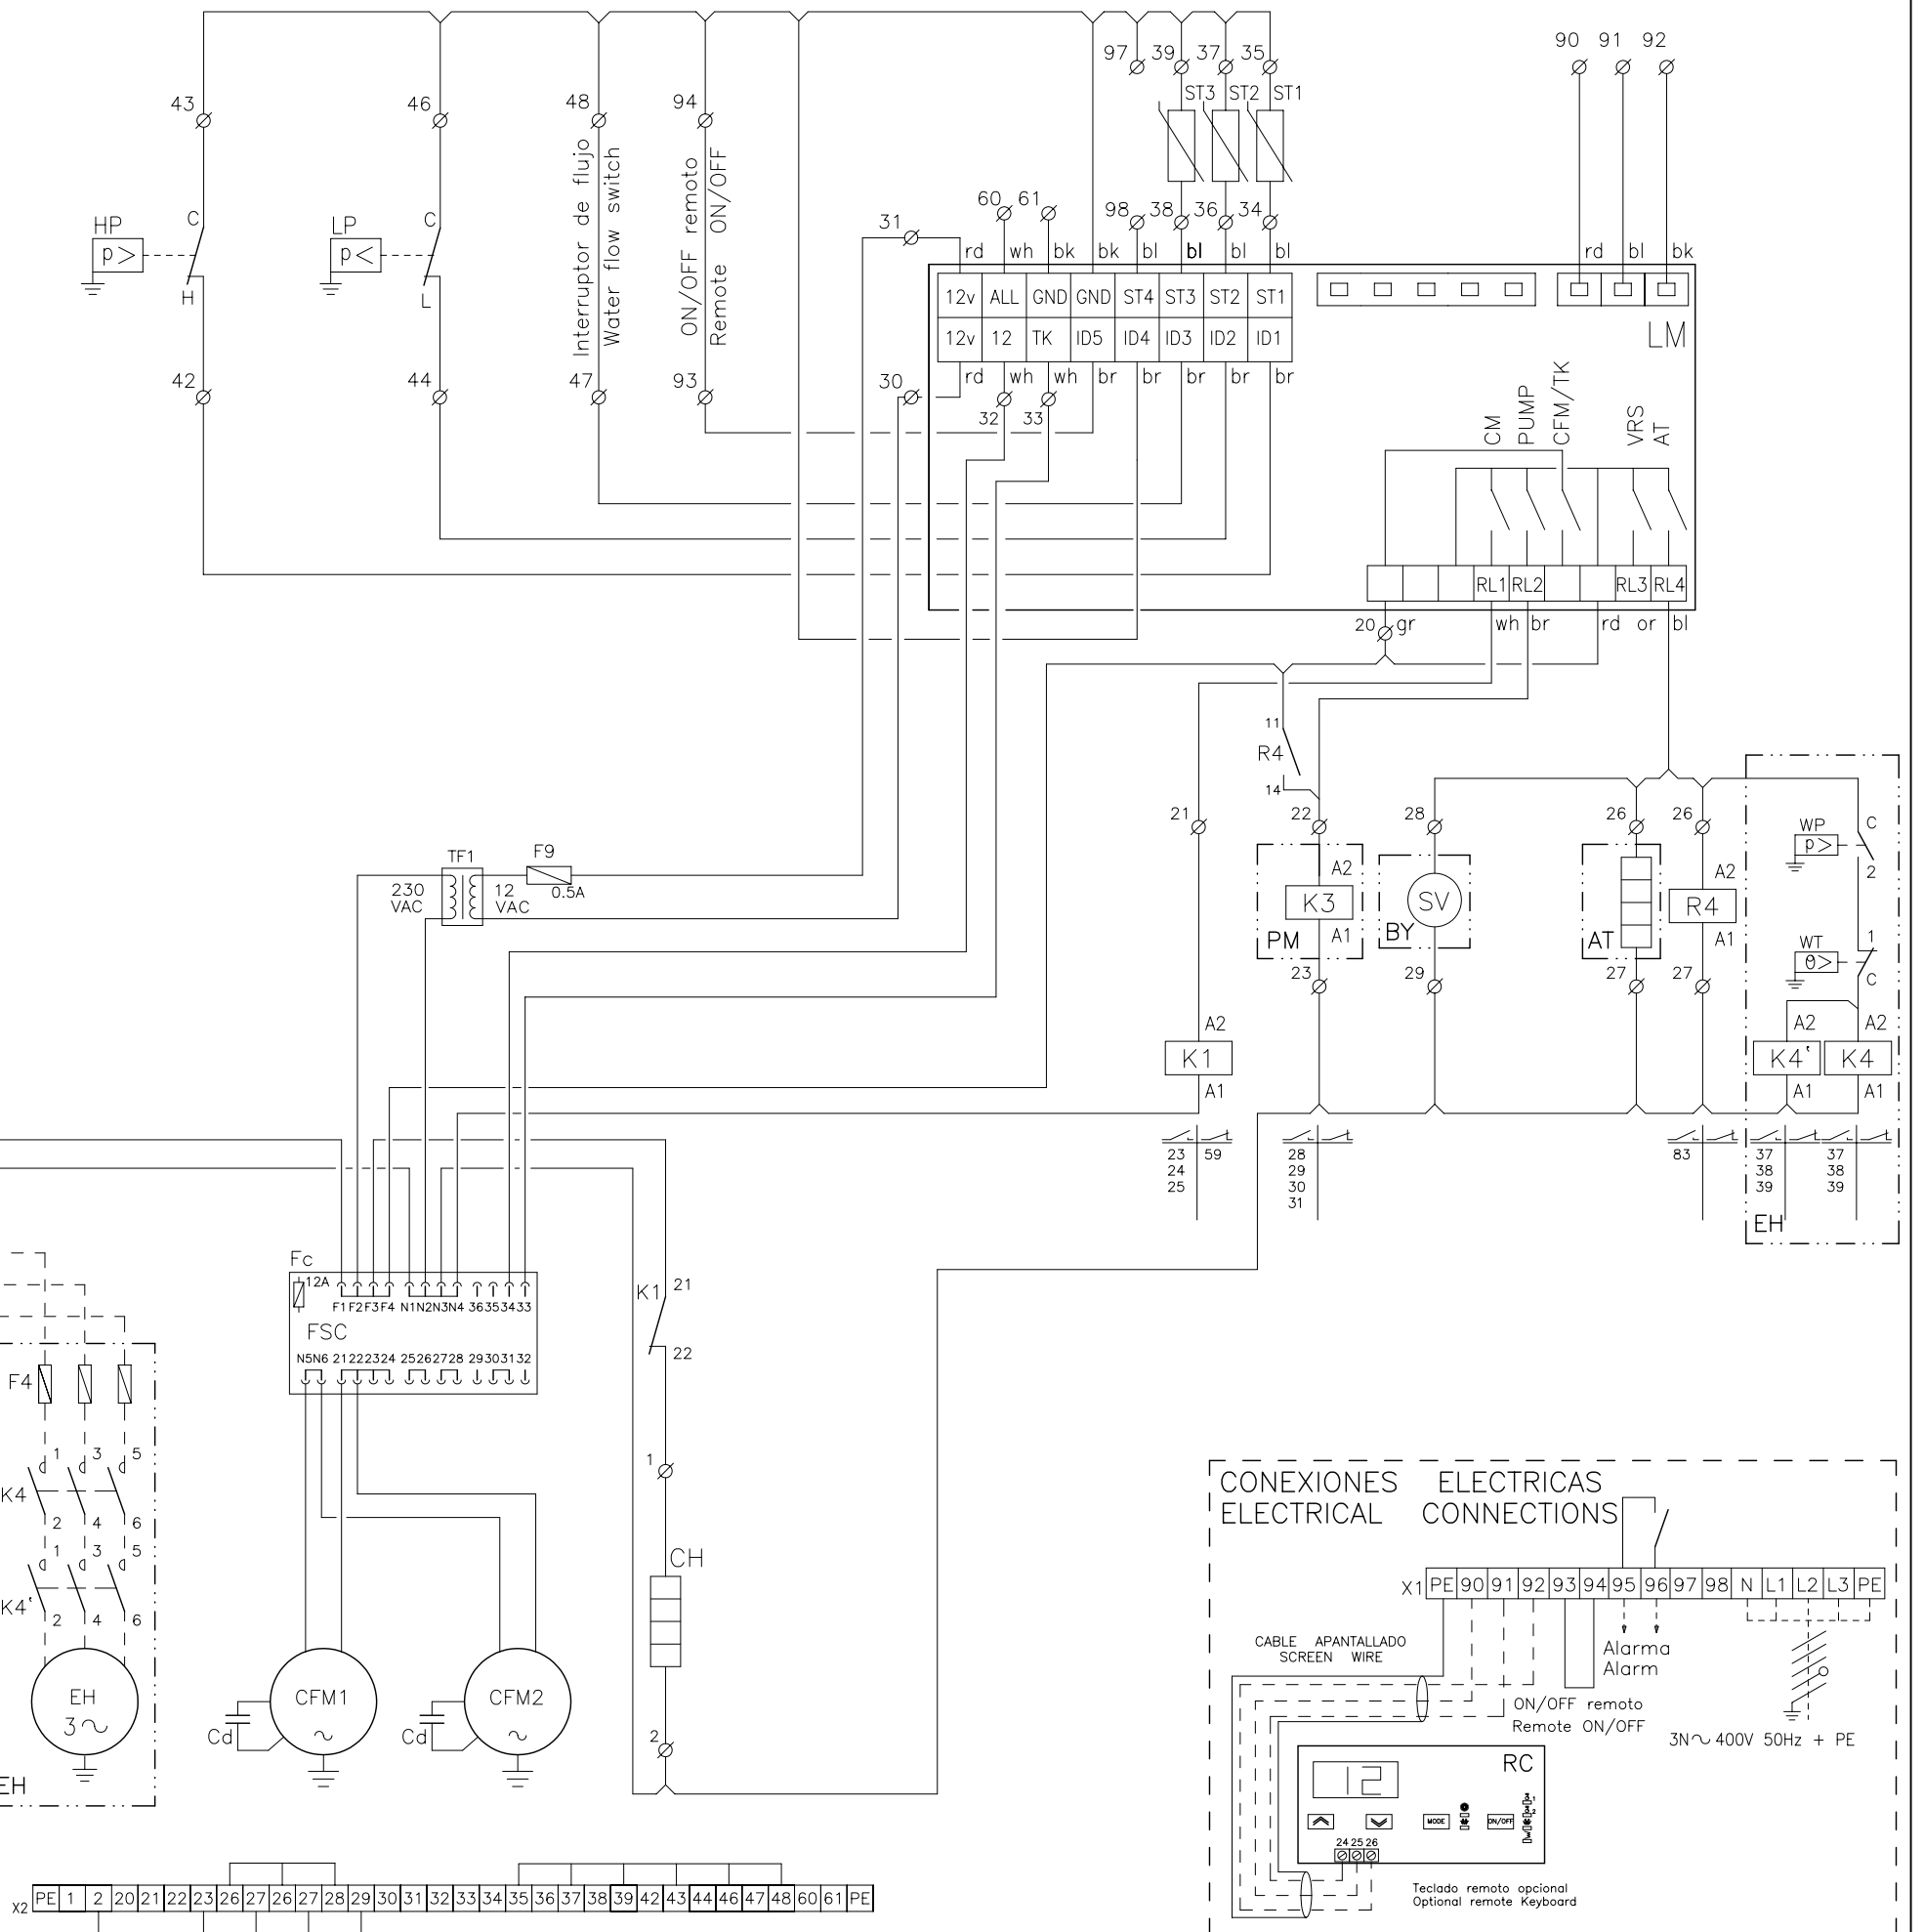 97 39 37 35 90 91 92
43 46 48 94 ST3 ST2 ST1
HP C LP C
p> p<
H L
Interruptor de flujo
Water flow switch
ON/OFF remoto
Remote ON/OFF
31 60 61 98 38 36 34
rd wh bk bk bl bl bl bl rd bl bk
12v ALL GND GND ST4 ST3 ST2 ST1
12v 12 TK ID5 ID4 ID3 ID2 ID1
LM
42 44 47 93 30 rd wh wh br br br br br
32 33
CM
PUMP
CFM/TK
VRS
AT
RL1 RL2 RL3 RL4
20 gr wh br rd or bl
11
R4
14
21 22 28 26 26
WP C
p>
2
TF1 F9
230 VAC
12 VAC
0.5A
A2 A2
K3 SV R4
PM A1 BY AT A1
WT 1
θ>
C
23 29 27 27
A2 A2 A2
K1 K4' K4
A1 A1 A1
23 59 28 83 37 37
24 29 38 38
25 30 39 39
31
EH
Fc
12A
F1 F2 F3 F4 N1 N2 N3 N4 36 35 34 33
FSC
N5 N6 21 22 23 24 25 26 27 28 29 30 31 32
K1 21
22
F4
1 3 5
K4
2 4 6
1 3 5
K4'
2 4 6
1
CH
2
EH
3~
CFM1
~
CFM2
~
Cd Cd
EH
CONEXIONES ELECTRICAS
ELECTRICAL CONNECTIONS
X1 PE 90 91 92 93 94 95 96 97 98 N L1 L2 L3 PE
CABLE APANTALLADO
SCREEN WIRE
Alarma
Alarm
ON/OFF remoto
Remote ON/OFF
3N~400V 50Hz + PE
RC
12
MODE ON/OFF
24 25 26
Teclado remoto opcional
Optional remote Keyboard
X2 PE 1 2 20 21 22 23 26 27 26 27 28 29 30 31 32 33 34 35 36 37 38 39 42 43 44 46 47 48 60 61 PE